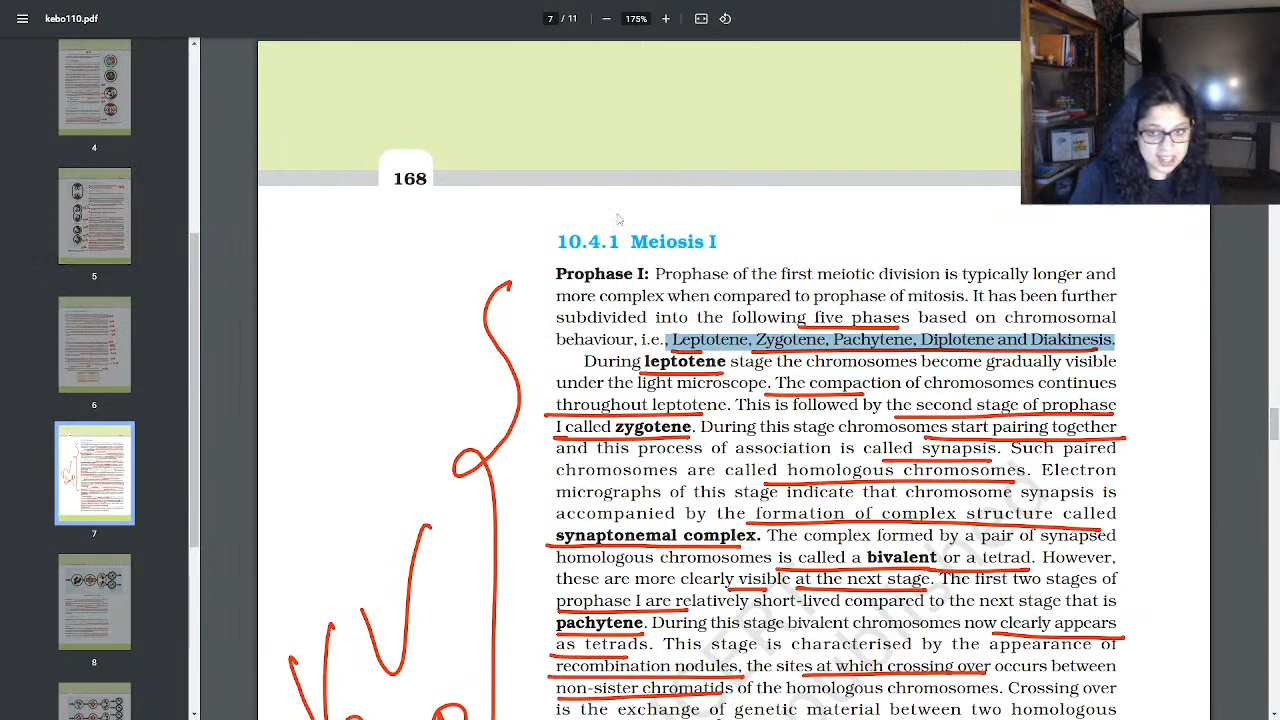 kebo110.pdf
7 / 11
175%
4
5
6
7
8
168
10.4.1 Meiosis I
Prophase I: Prophase of the first meiotic division is typically longer and
more complex when compared to prophase of mitosis. It has been further
subdivided into the following five phases based on chromosomal
behaviour, i.e., Leptotene, Zygotene, Pachytene, Diplotene and Diakinesis.
During leptotene stage the chromosomes become gradually visible
under the light microscope. The compaction of chromosomes continues
throughout leptotene. This is followed by the second stage of prophase
I called zygotene. During this stage chromosomes start pairing together
and this process of association is called synapsis. Such paired
chromosomes are called homologous chromosomes. Electron
micrographs of this stage indicate that chromosome synapsis is
accompanied by the formation of complex structure called
synaptonemal complex. The complex formed by a pair of synapsed
homologous chromosomes is called a bivalent or a tetrad. However,
these are more clearly visible at the next stage. The first two stages of
prophase I are relatively short-lived compared to the next stage that is
pachytene. During this stage bivalent chromosomes now clearly appears
as tetrads. This stage is characterised by the appearance of
recombination nodules, the sites at which crossing over occurs between
non-sister chromatids of the homologous chromosomes. Crossing over
is the exchange of genetic material between two homologous